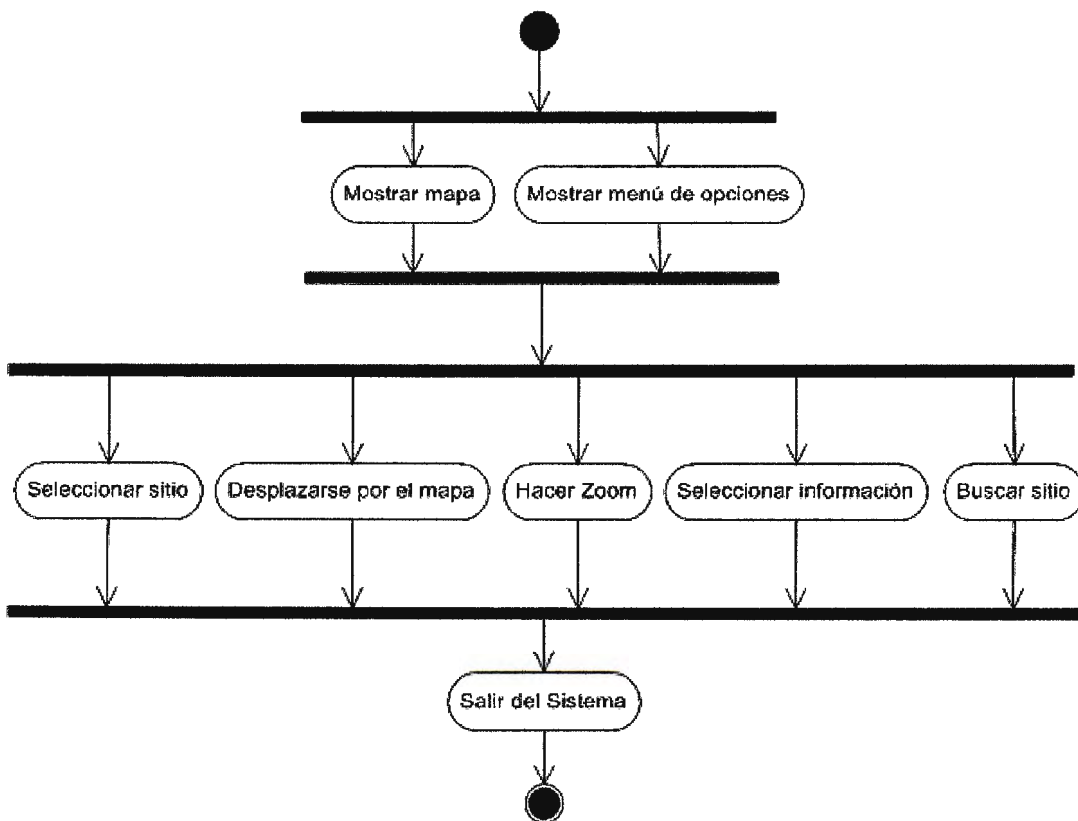 Mostrar mapa
Mostrar menú de opciones
Seleccionar sitio
Desplazarse por el mapa
Hacer Zoom
Seleccionar información
Buscar sitio
Salir del Sistema